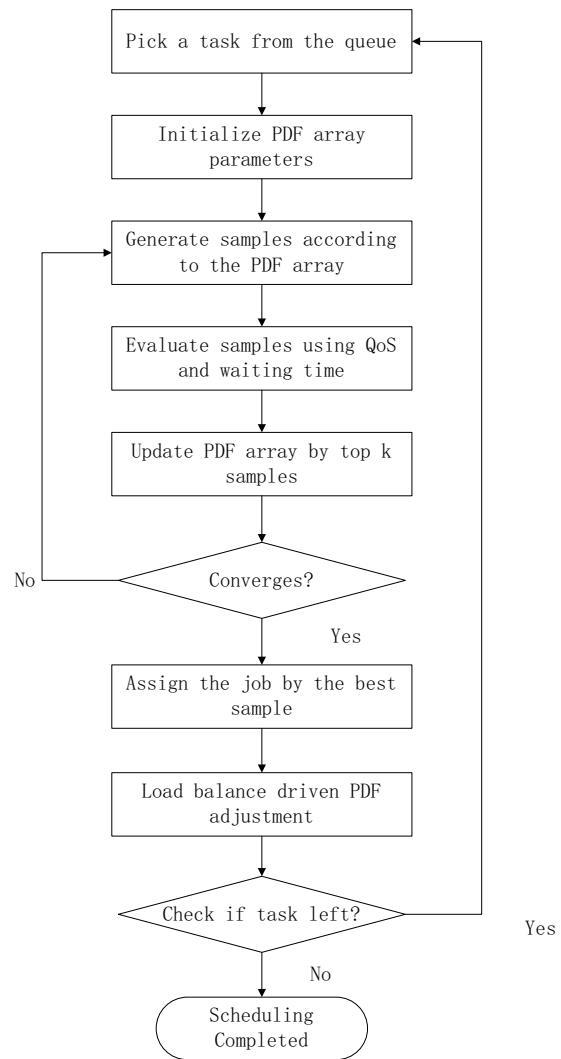 Pick a task from the queue
Initialize PDF array
parameters
Generate samples according
to the PDF array
Evaluate samples using QoS
and waiting time
Update PDF array by top k
samples
No
Converges?
Yes
Assign the job by the best
sample
Load balance driven PDF
adjustment
Check if task left?
Yes
No
Scheduling
Completed